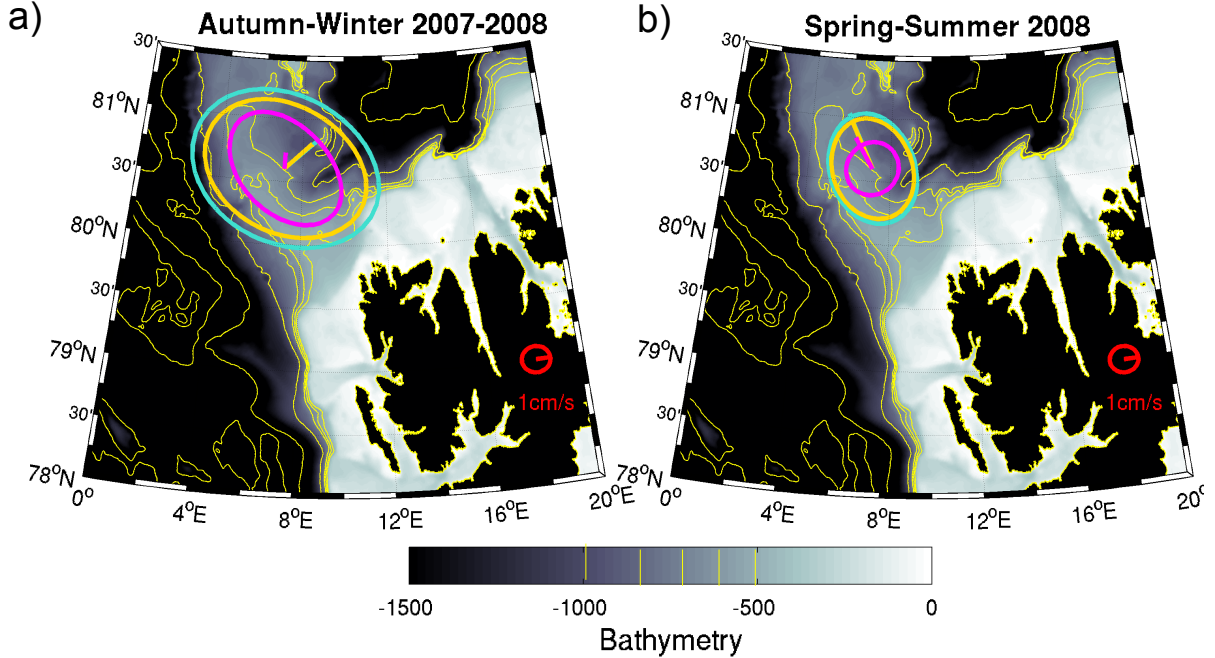 a)
Autumn-Winter 2007-2008
30'
81°N
30'
80°N
30'
79°N
30'
78°N
0°
4°E
8°E
12°E
16°E
20°E
1cm/s
b)
Spring-Summer 2008
30'
81°N
30'
80°N
30'
79°N
30'
78°N
0°
4°E
8°E
12°E
16°E
20°
1cm/s
-1500
-1000
-500
0
Bathymetry